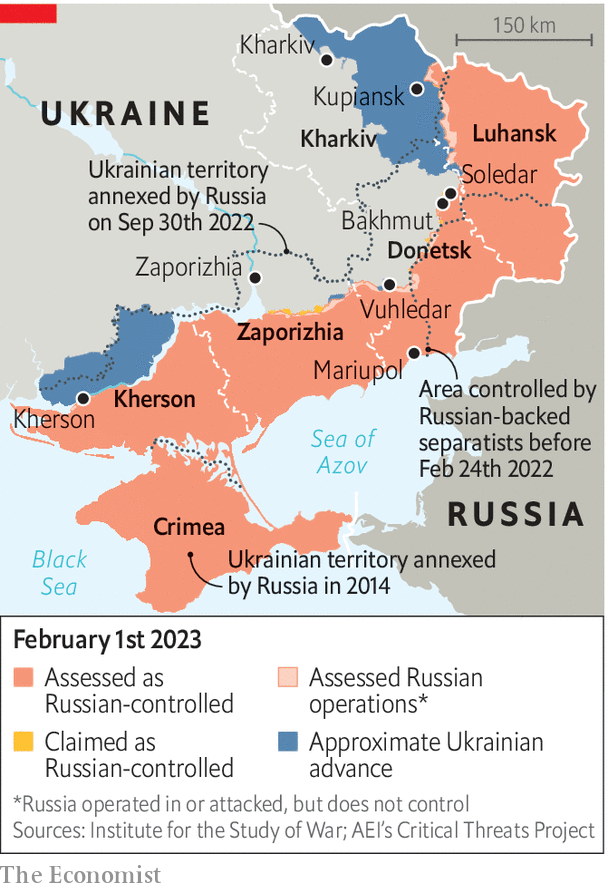 150 km
Kharkiv
UKRAINE
Kupiansk
Kharkiv
Luhansk
Ukrainian territory
annexed by Russia
on Sep 30th 2022
Soledar
Bakhmut
Donetsk
Zaporizhia
Vuhledar
Zaporizhia
Mariupol
Kherson
Kherson
Area controlled by
Russian-backed
separatists before
Feb 24th 2022
Sea of
Azov
RUSSIA
Crimea
Black
Sea
Ukrainian territory annexed
by Russia in 2014
February 1st 2023
Assessed as
Russian-controlled
Assessed Russian
operations*
Claimed as
Russian-controlled
Approximate Ukrainian
advance
*Russia operated in or attacked, but does not control
Sources: Institute for the Study of War; AEI’s Critical Threats Project
The Economist